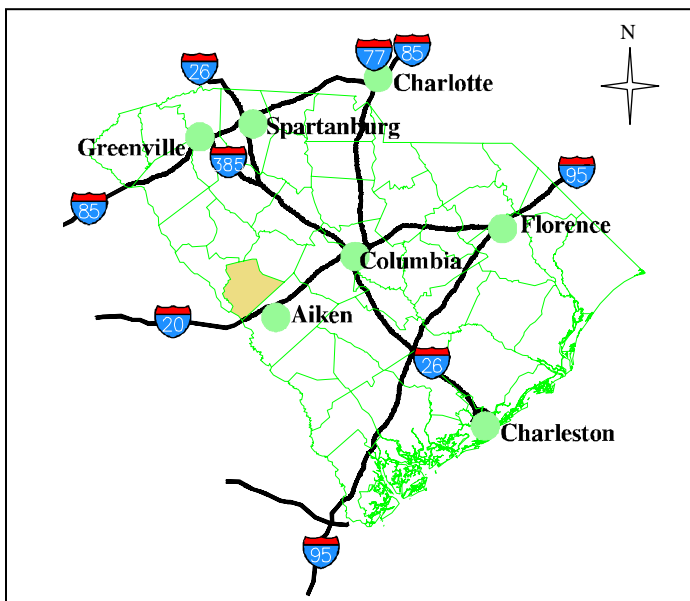 N
77
85
26
Charlotte
Spartanburg
Greenville
385
95
85
Florence
Columbia
Aiken
20
26
Charleston
95